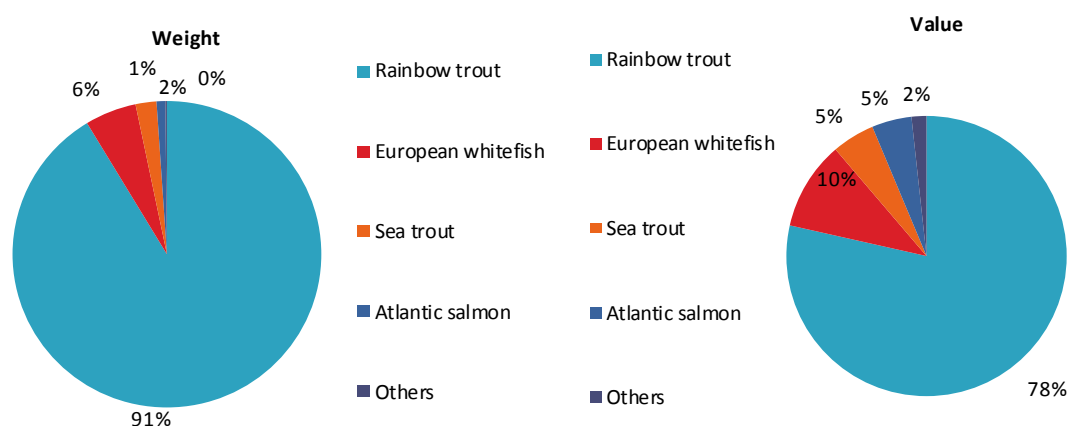 Weight
6%
1%
2%
0%
91%
Rainbow trout
European whitefish
Sea trout
Atlantic salmon
Others
Rainbow trout
European whitefish
Sea trout
Atlantic salmon
Others
Value
5%
5%
2%
10%
78%